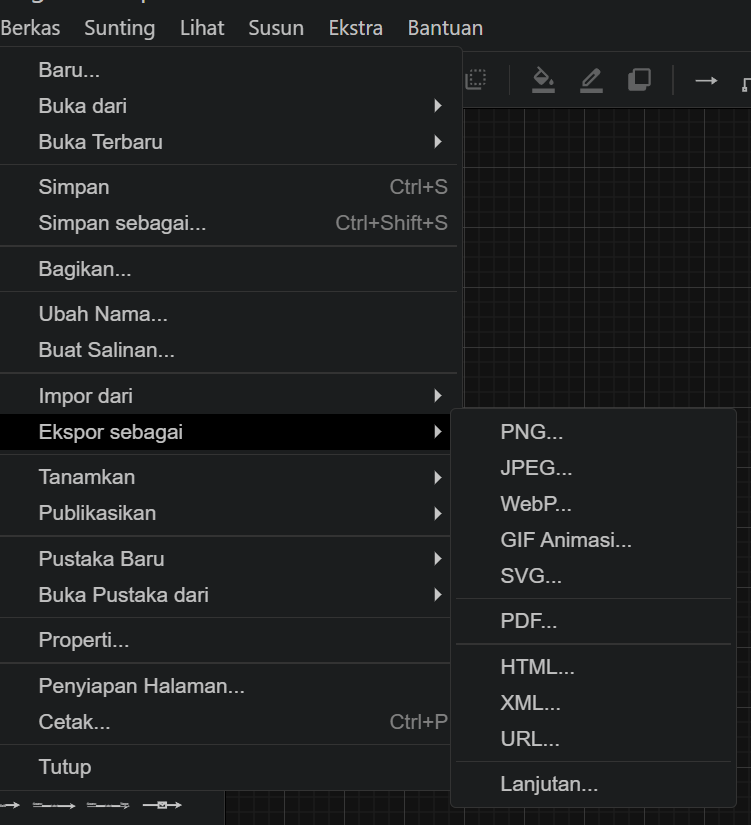 Berkas Sunting Lihat Susun Ekstra Bantuan
Baru...
Buka dari
Buka Terbaru
Simpan Ctrl+S
Simpan sebagai... Ctrl+Shift+S
Bagikan...
Ubah Nama...
Buat Salinan...
Impor dari
Ekspor sebagai
Tanamkan
Publikasikan
Pustaka Baru
Buka Pustaka dari
Properti...
Penyiapan Halaman...
Cetak... Ctrl+P
Tutup
PNG...
JPEG...
WebP...
GIF Animasi...
SVG...
PDF...
HTML...
XML...
URL...
Lanjutan...